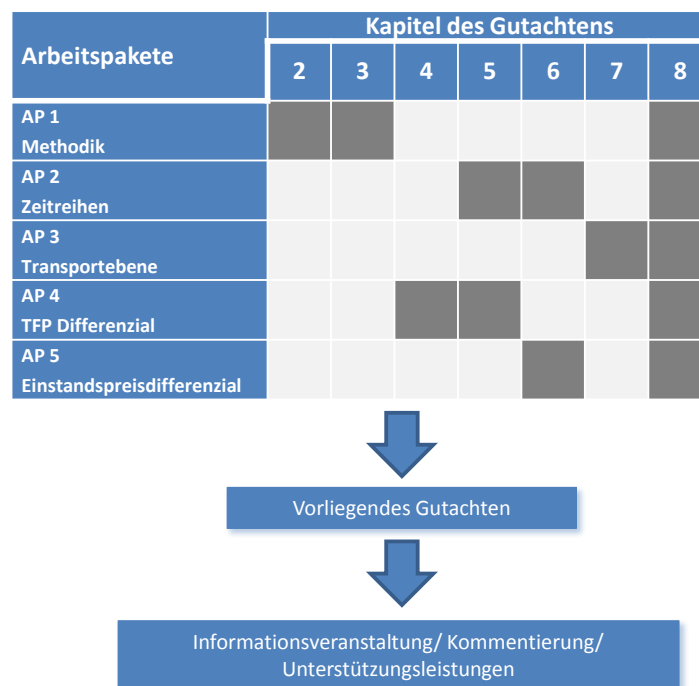 Arbeitspakete
Kapitel des Gutachtens
2 3 4 5 6 7 8
AP 1
Methodik
AP 2
Zeitreihen
AP 3
Transportebene
AP 4
TFP Differenzial
AP 5
Einstandspreisdifferenzial
Vorliegendes Gutachten
Informationsveranstaltung/ Kommentierung/
Unterstützungsleistungen